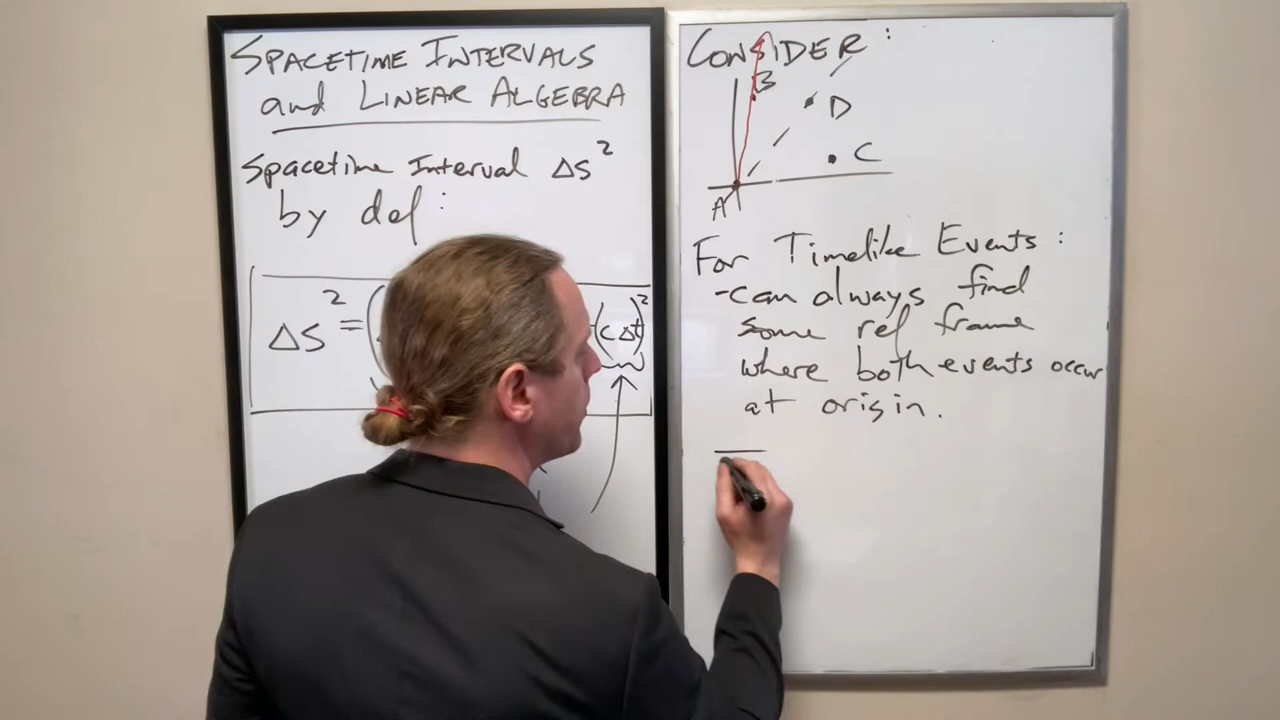 SPACETIME INTERVALS
and LINEAR ALGEBRA
Spacetime Interval Δs²
by def:
Δs² = (
(cΔt)²
CONSIDER:
B
D
C
A
For Timelike Events:
-can always find
some ref frame
where both events occur
at origin.